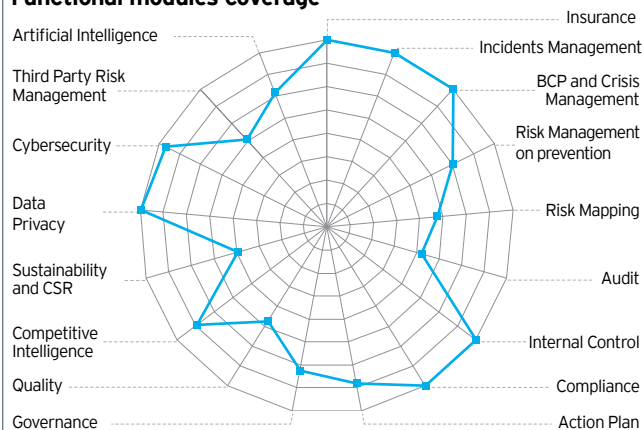 Functional modules coverage
Insurance
Incidents Management
BCP and Crisis
Management
Risk Management
on prevention
Risk Mapping
Audit
Internal Control
Compliance
Action Plan
Governance
Quality
Competitive
Intelligence
Sustainability
and CSR
Data
Privacy
Cybersecurity
Third Party Risk
Management
Artificial Intelligence